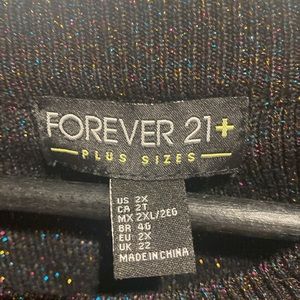 FOREVER 21+
PLUS SIZES
US 2X
CA 2T
MX 2XL/2EG
BR 46
EU 2X
UK 22
MADE IN CHINA